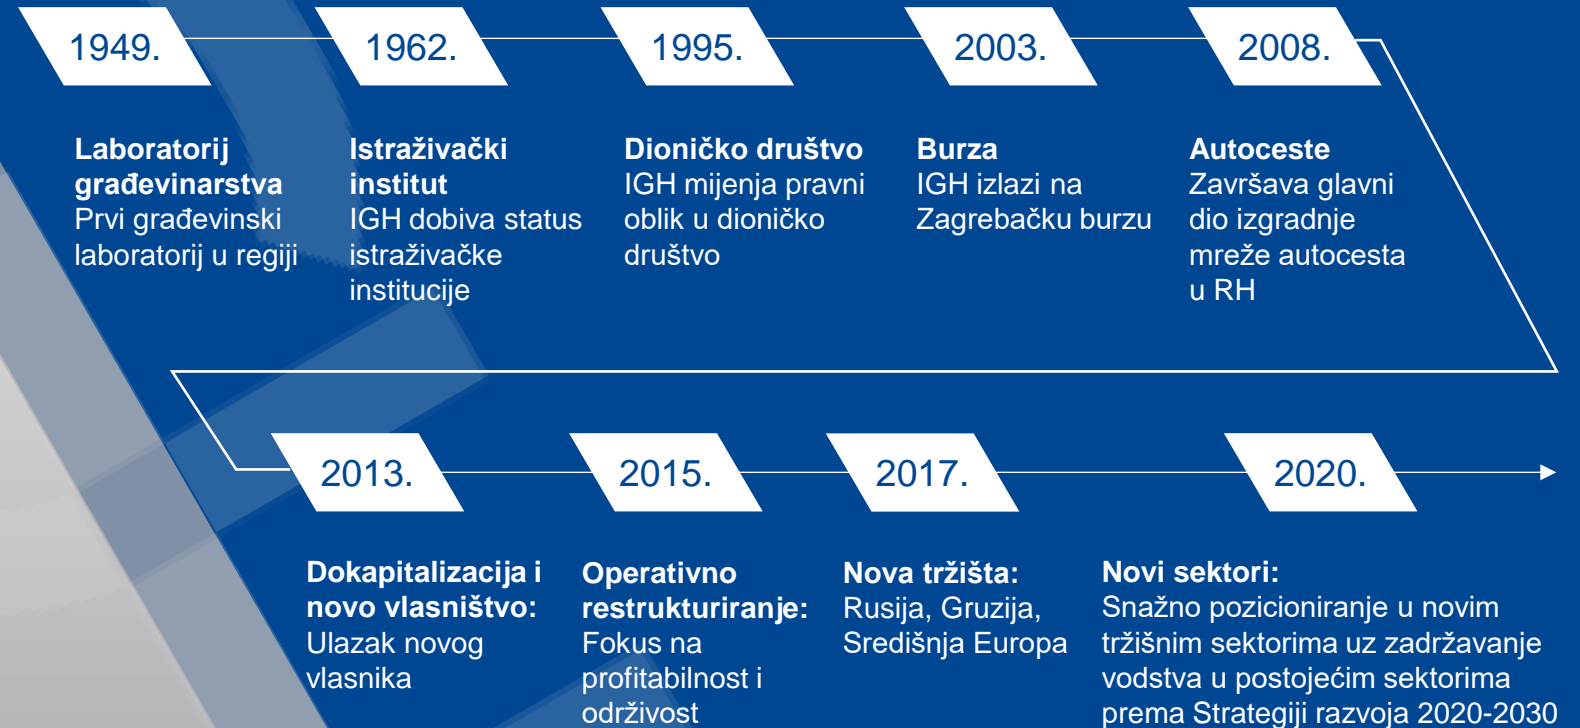 1949.
1962.
1995.
2003.
2008.
Laboratorij
građevinarstva
Prvi građevinski
laboratorij u regiji
Istraživački
institut
IGH dobiva status
istraživačke
institucije
Dioničko društvo
IGH mijenja pravni
oblik u dioničko
društvo
Burza
IGH izlazi na
Zagrebačku burzu
Autoceste
Završava glavni
dio izgradnje
mreže autocesta
u RH
2013.
2015.
2017.
2020.
Dokapitalizacija i
novo vlasništvo:
Ulazak novog
vlasnika
Operativno
restrukturiranje:
Fokus na
profitabilnost i
održivost
Nova tržišta:
Rusija, Gruzija,
Središnja Europa
Novi sektori:
Snažno pozicioniranje u novim
tržišnim sektorima uz zadržavanje
vodstva u postojećim sektorima
prema Strategiji razvoja 2020-2030